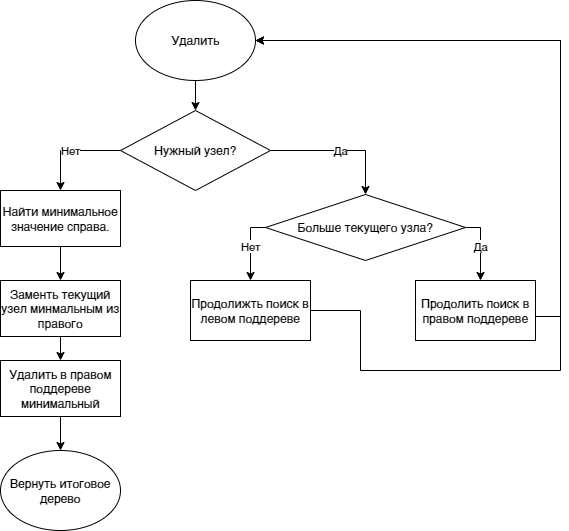 Удалить
Нужный узел?
Нет
Да
Найти минимальное
значение справа.
Больше текущего узла?
Нет
Да
Заменть текущий
узел минмальным из
правого
Продолижть поиск в
левом поддереве
Продолить поиск в
правом поддереве
Удалить в правом
поддереве
минимальный
Вернуть итоговое
дерево